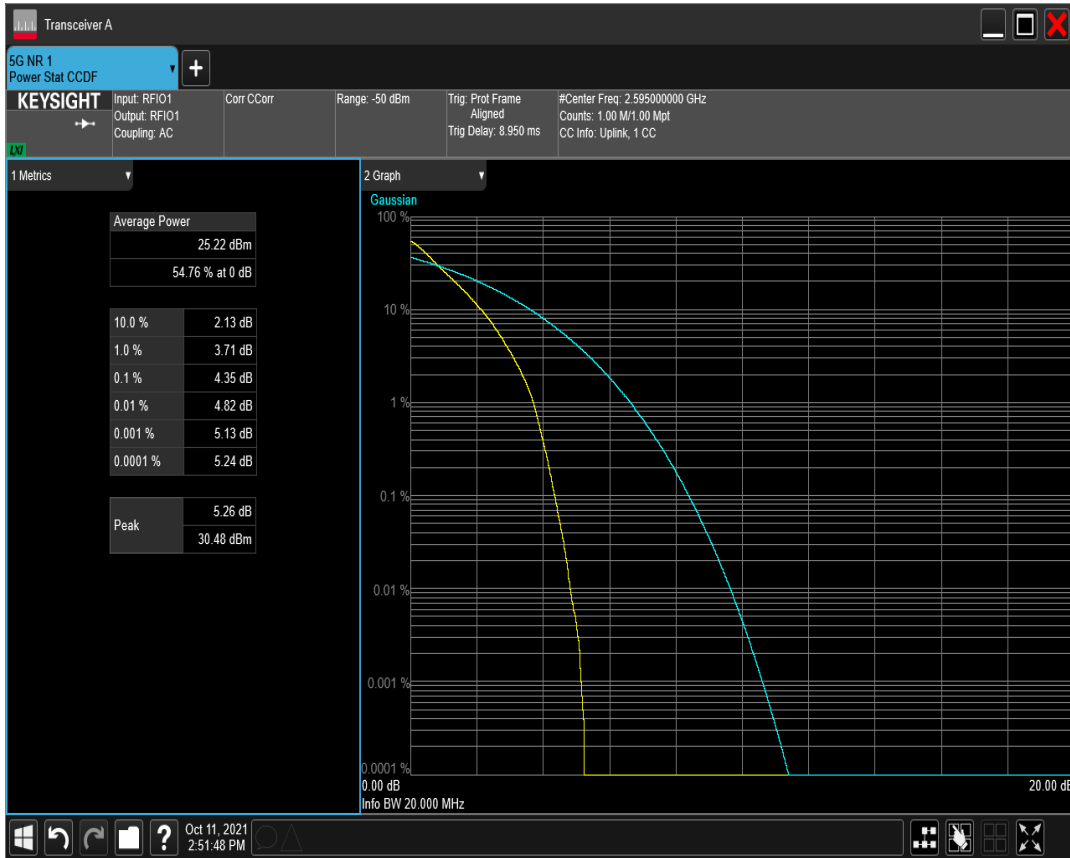 Transceiver A
5G NR 1
Power Stat CCDF
+
KEYSIGHT
LXI
Input: RFIO1
Output: RFIO1
Coupling: AC
Corr CCorr
Range: -50 dBm
Trig: Prot Frame
Aligned
Trig Delay: 8.950 ms
#Center Freq: 2.595000000 GHz
Counts: 1.00 M/1.00 Mpt
CC Info: Uplink, 1 CC
1 Metrics
Average Power
25.22 dBm
54.76 % at 0 dB
10.0 % 2.13 dB
1.0 % 3.71 dB
0.1 % 4.35 dB
0.01 % 4.82 dB
0.001 % 5.13 dB
0.0001 % 5.24 dB
Peak
5.26 dB
30.48 dBm
2 Graph
Gaussian
100 %
10 %
1 %
0.1 %
0.01 %
0.001 %
0.0001 %
0.00 dB 20.00 dB
Info BW 20.000 MHz
?
Oct 11, 2021
2:51:48 PM